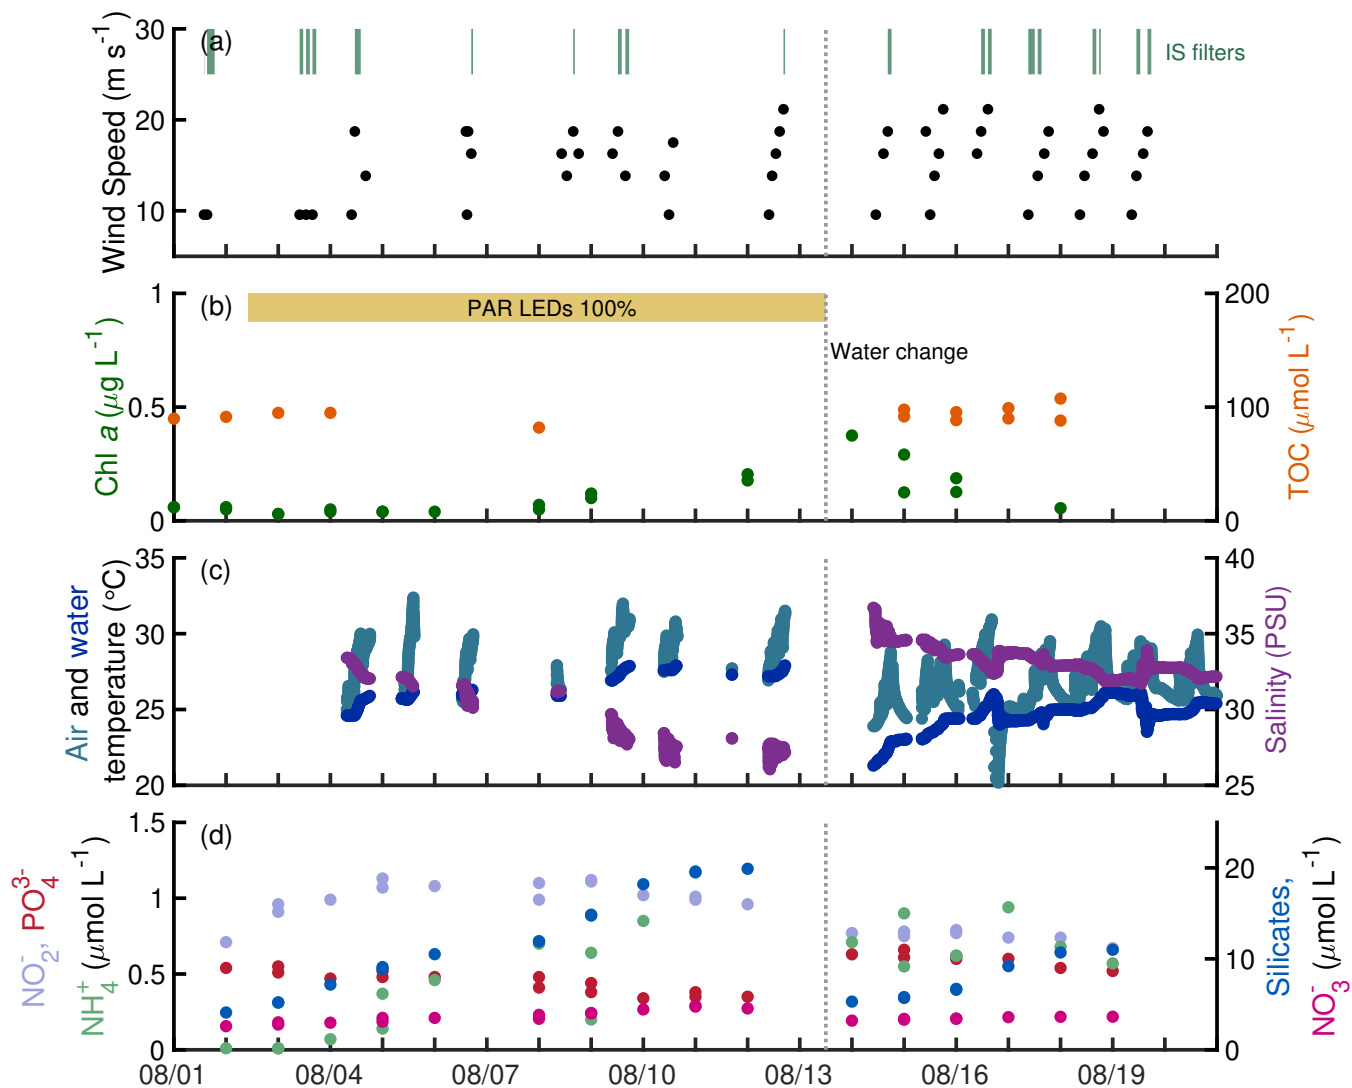 (a)
IS filters
Wind Speed (m s⁻¹)
30
20
10
(b)
PAR LEDs 100%
Water change
Chl a (μg L⁻¹)
1
0.5
0
TOC (μmol L⁻¹)
200
100
0
(c)
Air and water
temperature (°C)
35
30
25
20
Salinity (PSU)
40
35
30
25
(d)
NO₂⁻, PO₄³⁻
NH₄⁺ (μmol L⁻¹)
1.5
1
0.5
0
Silicates,
NO₃⁻ (μmol L⁻¹)
20
10
0
08/01 08/04 08/07 08/10 08/13 08/16 08/19